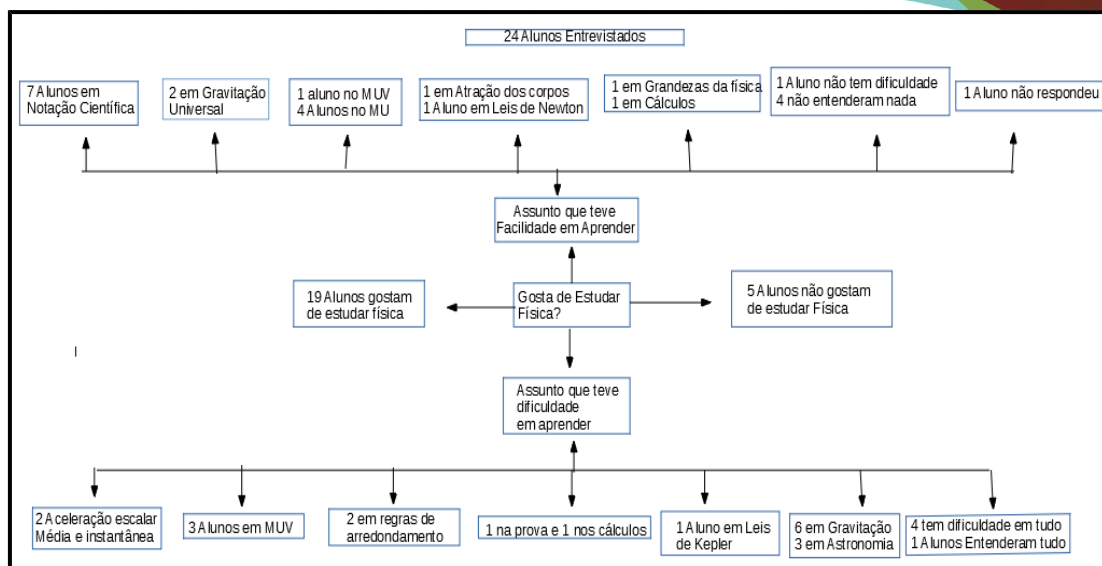 24 Alunos Entrevistados
7 Alunos em
Notação Científica
2 em Gravitação
Universal
1 aluno no MUV
4 Alunos no MU
1 em Atração dos corpos
1 Aluno em Leis de Newton
1 em Grandezas da física
1 em Cálculos
1 Aluno não tem dificuldade
4 não entenderam nada
1 Aluno não respondeu
Assunto que teve
Facilidade em Aprender
19 Alunos gostam
de estudar física
Gosta de Estudar
Física?
5 Alunos não gostam
de estudar Física
Assunto que teve
dificuldade
em aprender
2 Aceleração escalar
Média e instantânea
3 Alunos em MUV
2 em regras de
arredondamento
1 na prova e 1 nos cálculos
1 Aluno em Leis
de Kepler
6 em Gravitação
3 em Astronomia
4 tem dificuldade em tudo
1 Alunos Entenderam tudo